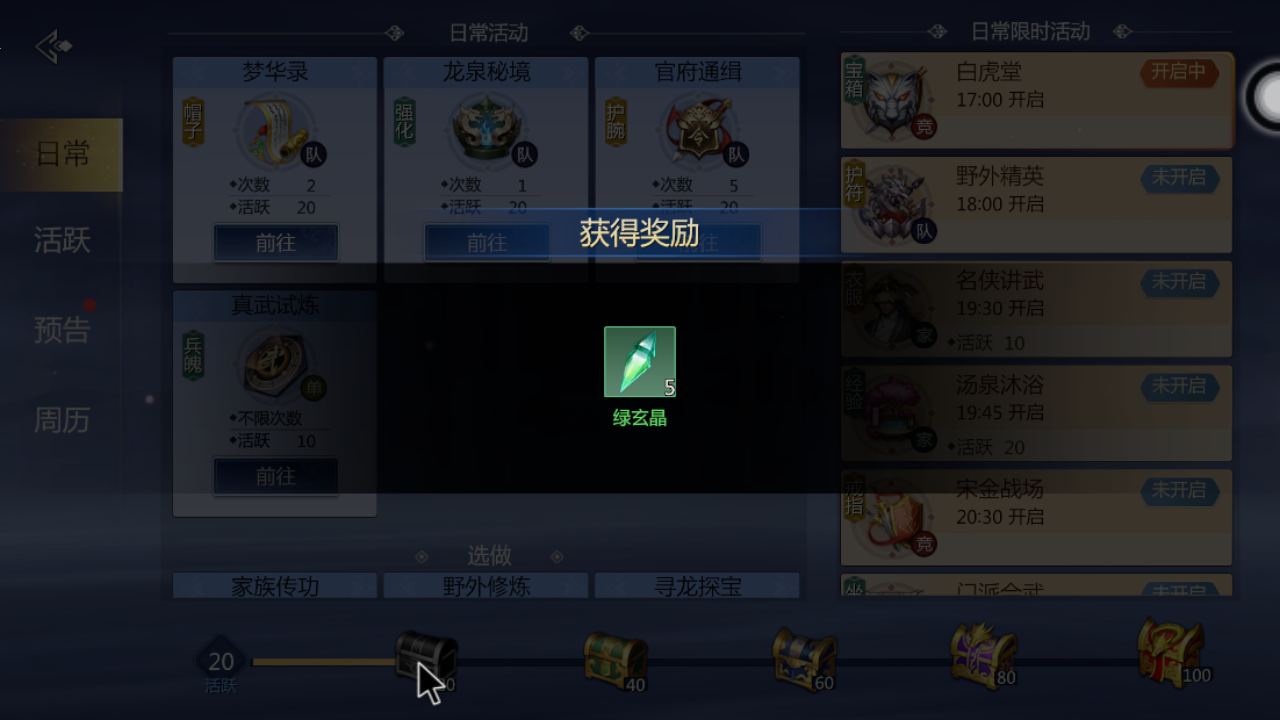 日常活动
日常限时活动
日常
活跃
预告
周历
梦华录
帽子
队
次数 2
活跃 20
前往
龙泉秘境
强化
队
次数 1
活跃 20
前往
官府通缉
护腕
令
队
次数 5
活跃 20
往
获得奖励
5
绿玄晶
真武试炼
兵魄
单
不限次数
活跃 10
前往
选做
家族传功
野外修炼
寻龙探宝
宝箱
竞
白虎堂
17:00 开启
开启中
护符
队
野外精英
18:00 开启
未开启
衣服
家
名侠讲武
19:30 开启
活跃 10
未开启
经验
家
汤泉沐浴
19:45 开启
活跃 20
未开启
戒指
竞
宋金战场
20:30 开启
未开启
20
活跃
40
60
80
100